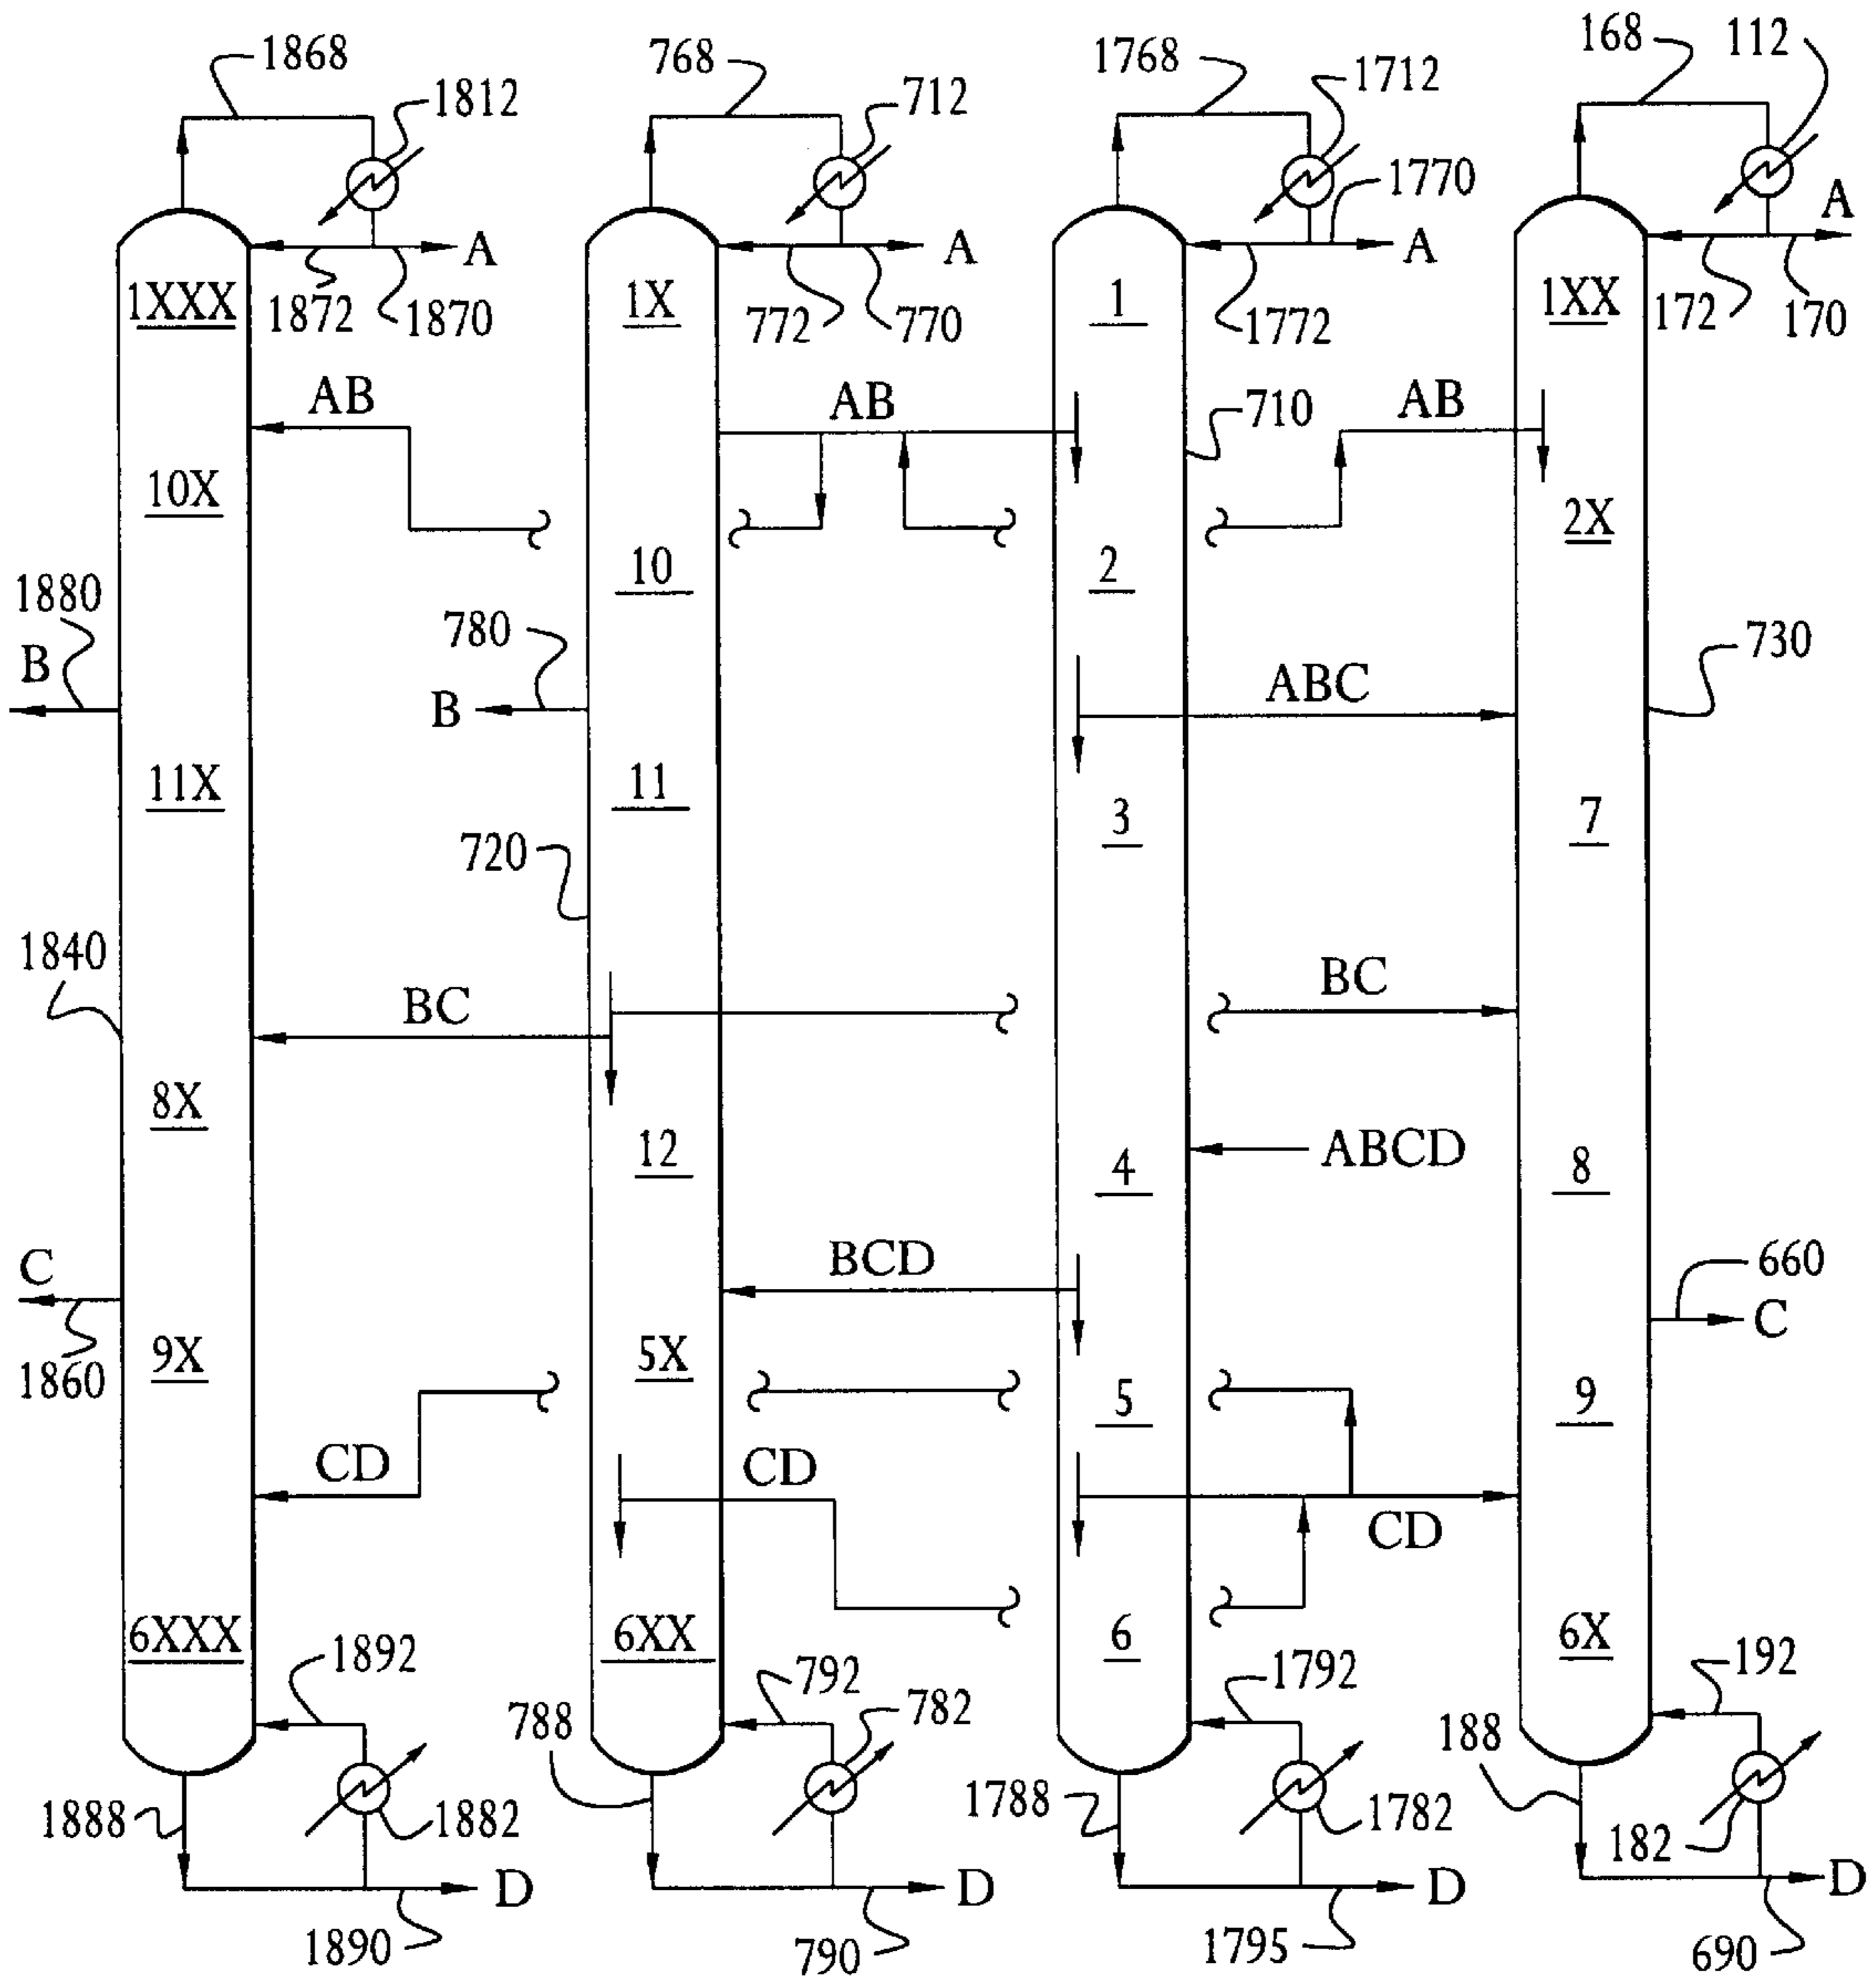 1868
768
1768
168
112
1812
712
1712
1770
A
A
A
A
1XXX
1872
1870
1X
772
770
1
1772
1XX
172
170
AB
AB
710
AB
10X
2X
10
2
1880
780
730
B
B
ABC
11X
11
3
7
720
1840
BC
BC
8X
12
4
ABCD
8
BCD
C
660
C
1860
9X
5X
5
9
CD
CD
CD
6XXX
1892
6XX
792
6
1792
6X
192
788
782
188
1888
1882
1788
1782
182
D
D
D
D
1890
790
1795
690